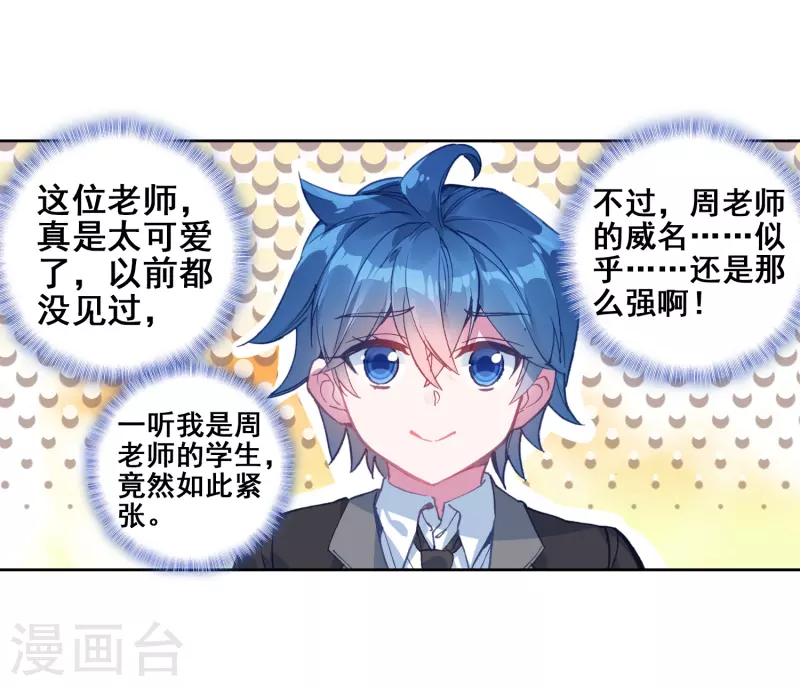 这位老师，
真是太可爱
了，以前都
没见过，
一听我是周
老师的学生，
竟然如此紧
张。
不过，周老师
的威名……似
乎……还是那
么强啊！
漫画台